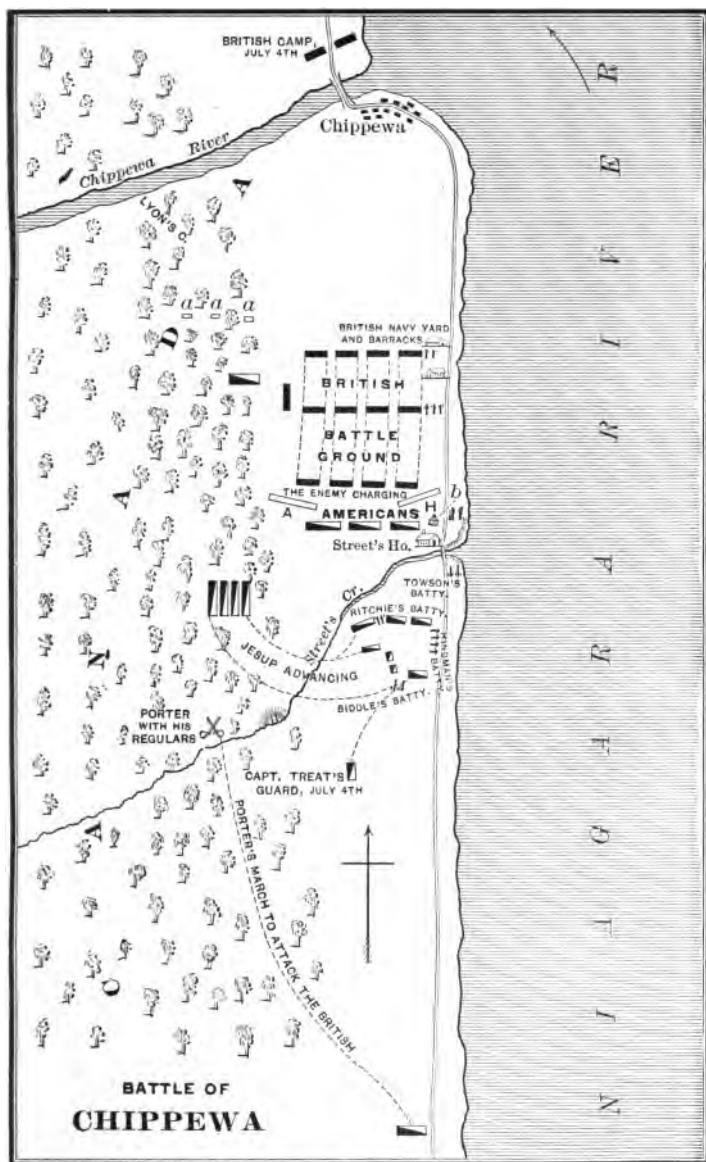 BRITISH CAMP,
JULY 4TH
Chippewa
Chippewa River
LYON'S C.
a a a
CANADA
NIAGARA RIVER
BRITISH NAVY YARD
AND BARRACKS
BRITISH
BATTLE
GROUND
THE ENEMY CHARGING
b
A AMERICANS H
Street's Ho.
Street's Cr.
TOWSON'S
BATTY.
RITCHIE'S BATTY.
HINDMAN'S
BATTY.
JESUP ADVANCING
BIDDLE'S BATTY.
PORTER
WITH HIS
REGULARS
CAPT. TREAT'S
GUARD, JULY 4TH
PORTER'S MARCH TO ATTACK THE BRITISH
BATTLE OF
CHIPPEWA